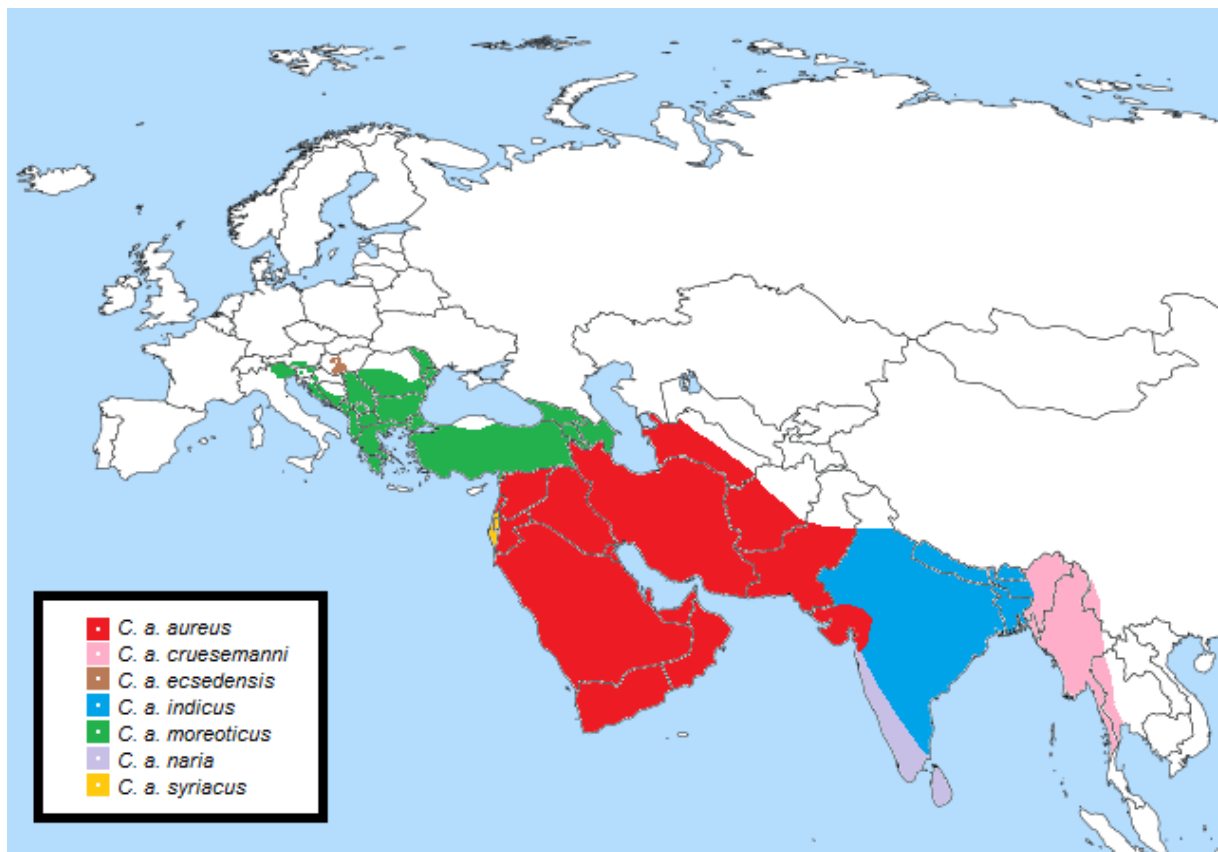 C. a. aureus
C. a. cruesemanni
C. a. ecsedensis
C. a. indicus
C. a. moreoticus
C. a. naria
C. a. syriacus